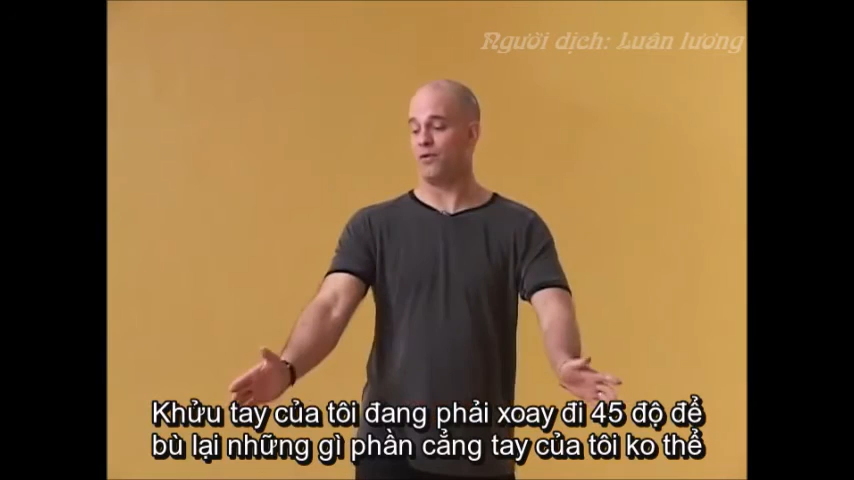 Người dịch: Luân lương
Khửu tay của tôi đang phải xoay đi 45 độ để
bù lại những gì phần cẳng tay của tôi ko thể